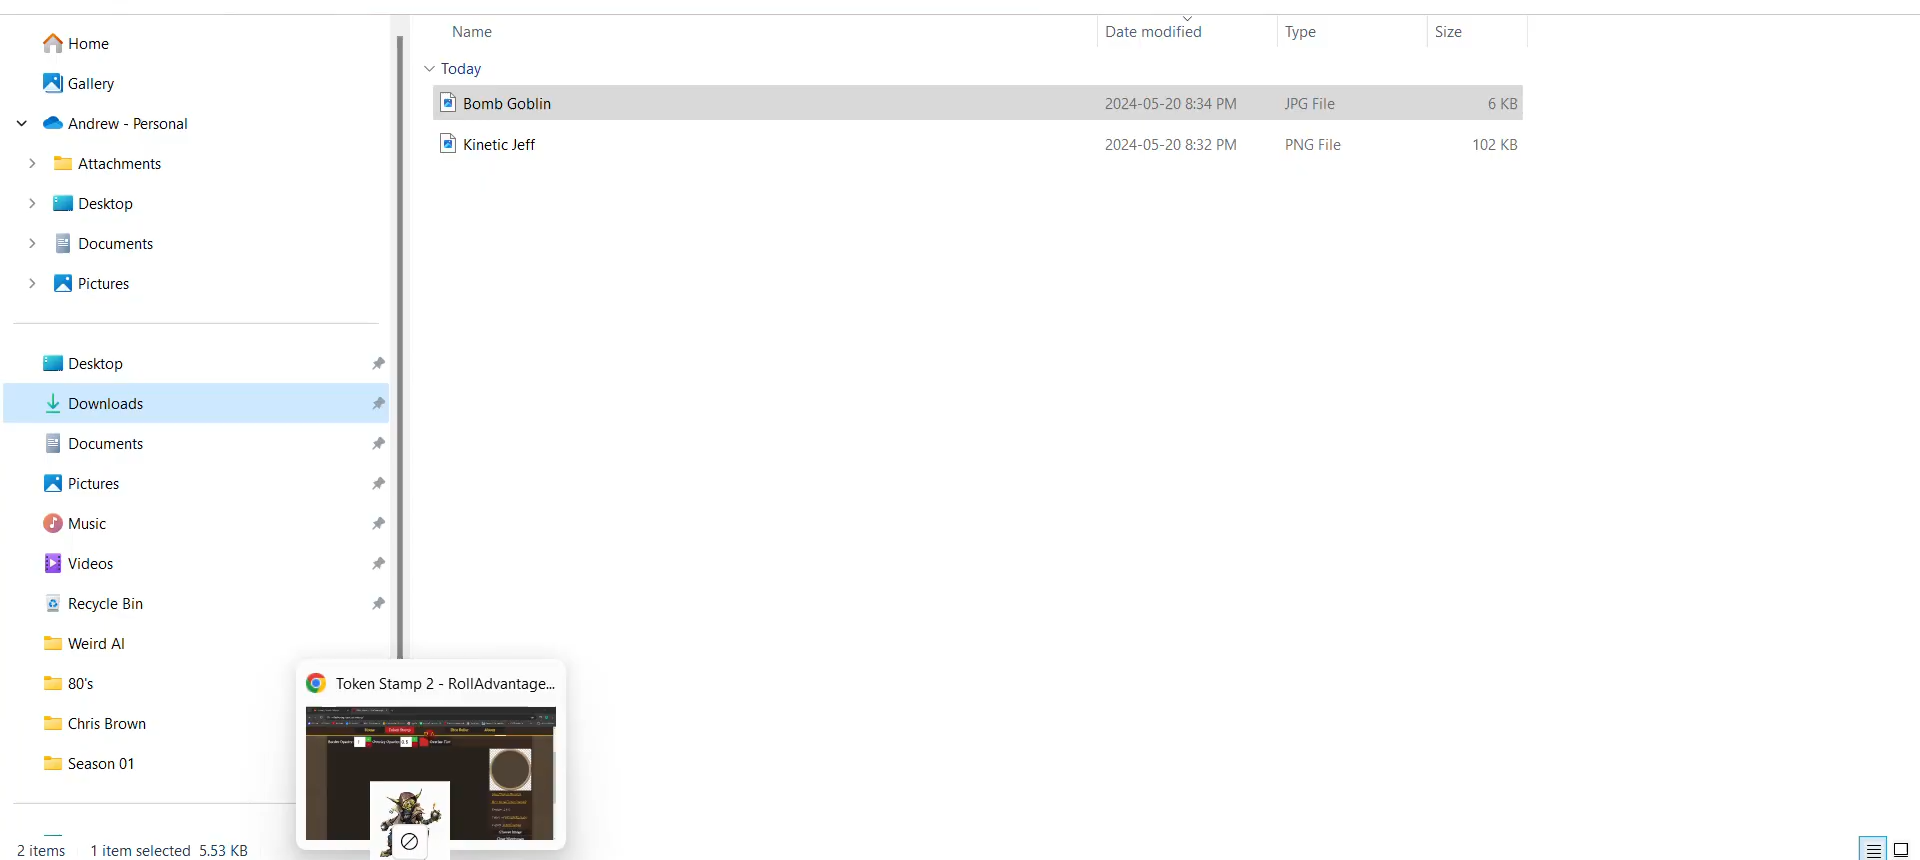 Home
Gallery
Andrew - Personal
Attachments
Desktop
Documents
Pictures
Desktop
Downloads
Documents
Pictures
Music
Videos
Recycle Bin
Weird Al
80's
Chris Brown
Season 01
2 items 1 item selected 5.53 KB
Name Date modified Type Size
Today
Bomb Goblin 2024-05-20 8:34 PM JPG File 6 KB
Kinetic Jeff 2024-05-20 8:32 PM PNG File 102 KB
Token Stamp 2 - RollAdvantage...